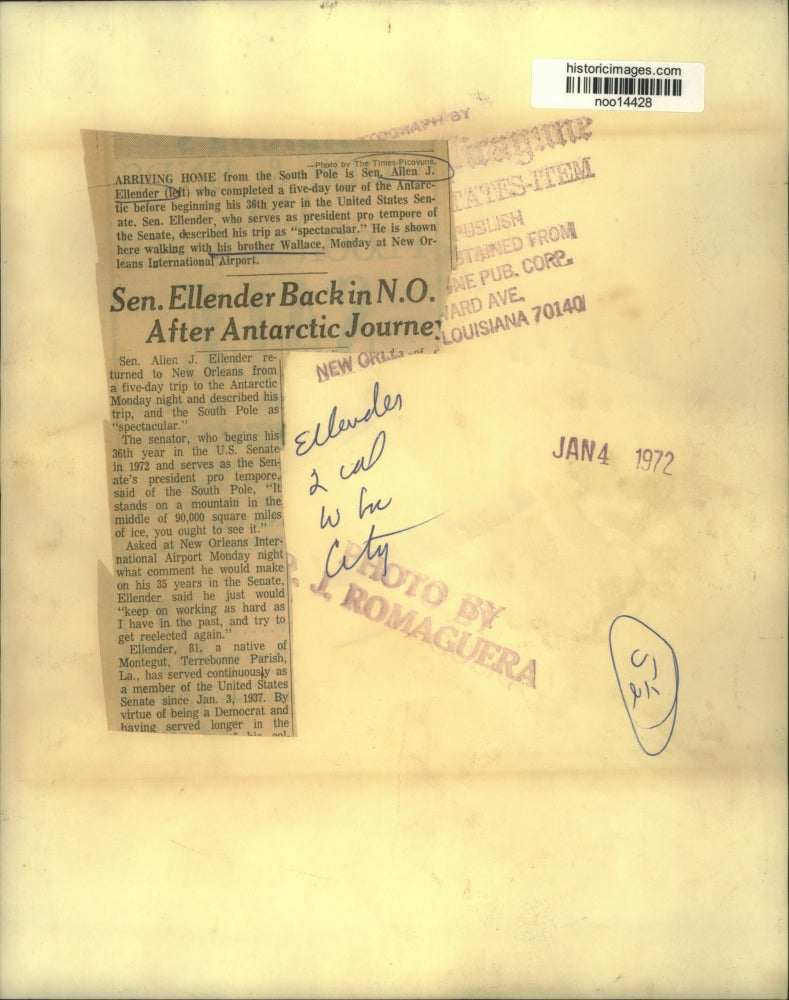 historicimages.com
noo14428
PHOTOGRAPH BY
Picayune
STATES-ITEM
PUBLISH
OBTAINED FROM
PUB. CORP.
AVE.
NEW ORLE LOUISIANA 70140
—Photo by The Times-Picayune.
ARRIVING HOME from the South Pole is Sen. Allen J.
Ellender (left) who completed a five-day tour of the Antarc-
tic before beginning his 36th year in the United States Sen-
ate. Sen. Ellender, who serves as president pro tempore of
the Senate, described his trip as “spectacular.” He is shown
here walking with his brother Wallace, Monday at New Or-
leans International Airport.
Sen. Ellender Back in N.O.
After Antarctic Journey
Sen. Allen J. Ellender re-
turned to New Orleans from
a five-day trip to the Antarctic
Monday night and described his
trip, and the South Pole as
“spectacular.”
The senator, who begins his
36th year in the U.S. Senate
in 1972 and serves as the Sen-
ate's president pro tempore,
said of the South Pole, “It
stands on a mountain in the
middle of 90,000 square miles
of ice, you ought to see it.”
Asked at New Orleans Inter-
national Airport Monday night
what comment he would make
on his 35 years in the Senate,
Ellender said he just would
“keep on working as hard as
I have in the past, and try to
get reelected again.”
Ellender, 81, a native of
Montegut, Terrebonne Parish,
La., has served continuously as
a member of the United States
Senate since Jan. 3, 1937. By
virtue of being a Democrat and
having served longer in the
Ellender
2 col
City
JAN 4 1972
PHOTO BY
J. ROMAGUERA